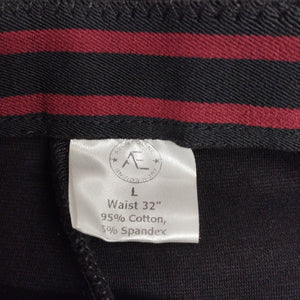 AE
L
Waist 32"
95% Cotton,
5% Spandex